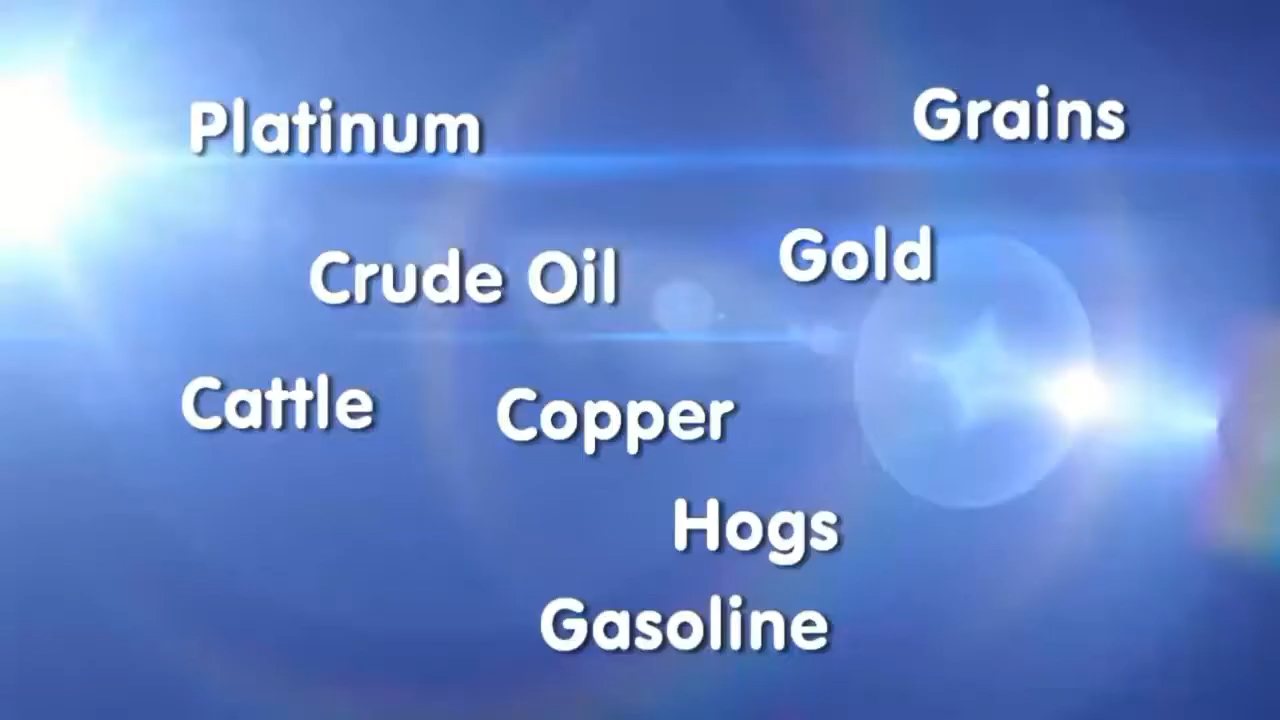 Platinum
Grains
Crude Oil
Gold
Cattle
Copper
Hogs
Gasoline